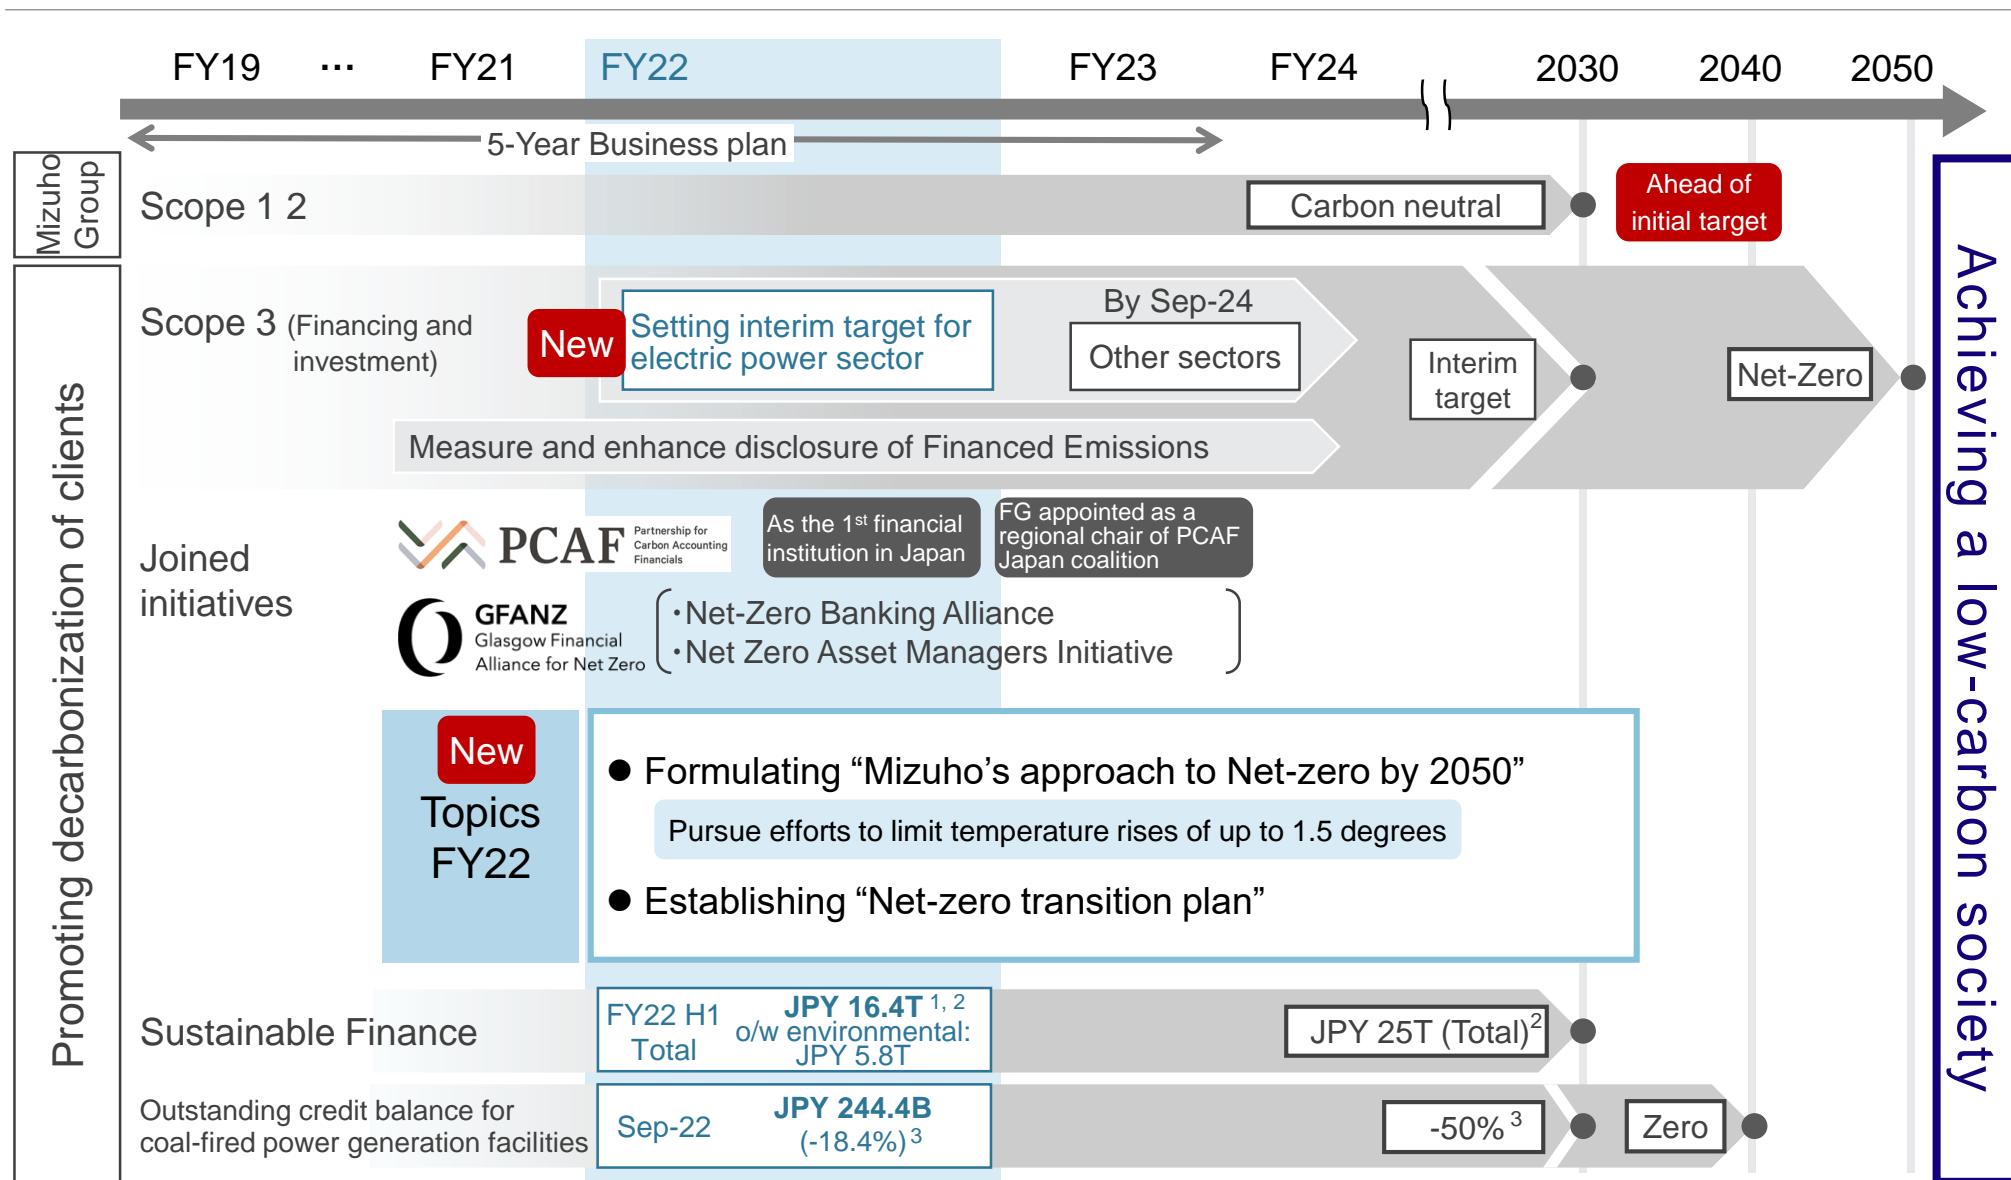 FY19 ... FY21 FY22 FY23 FY24 2030 2040 2050
5-Year Business plan
Mizuho
Group
Scope 1 2
Carbon neutral
Ahead of
initial target
Promoting decarbonization of clients
Scope 3 (Financing and
investment)
New
Setting interim target for
electric power sector
By Sep-24
Other sectors
Interim
target
Net-Zero
Measure and enhance disclosure of Financed Emissions
Joined
initiatives
PCAF
Partnership for
Carbon Accounting
Financials
As the 1st financial
institution in Japan
FG appointed as a
regional chair of PCAF
Japan coalition
GFANZ
Glasgow Financial
Alliance for Net Zero
・Net-Zero Banking Alliance
・Net Zero Asset Managers Initiative
New
Topics
FY22
● Formulating “Mizuho’s approach to Net-zero by 2050”
Pursue efforts to limit temperature rises of up to 1.5 degrees
● Establishing “Net-zero transition plan”
Sustainable Finance
FY22 H1
Total
JPY 16.4T 1, 2
o/w environmental:
JPY 5.8T
JPY 25T (Total)2
Outstanding credit balance for
coal-fired power generation facilities
Sep-22
JPY 244.4B
(-18.4%) 3
-50% 3
Zero
Achieving a low-carbon society